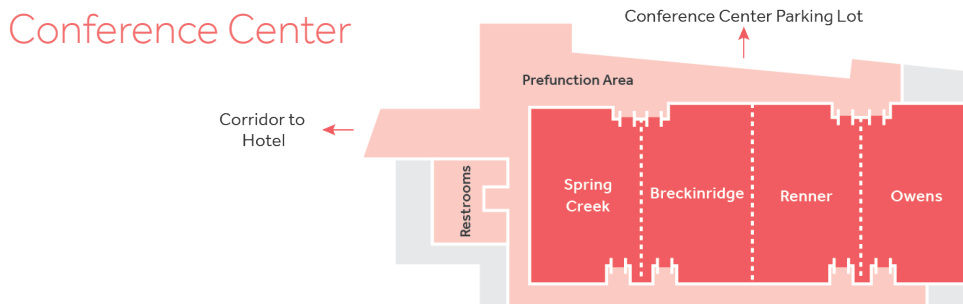 Conference Center
Conference Center Parking Lot
Prefunction Area
Corridor to
Hotel
Restrooms
Spring
Creek
Breckinridge
Renner
Owens